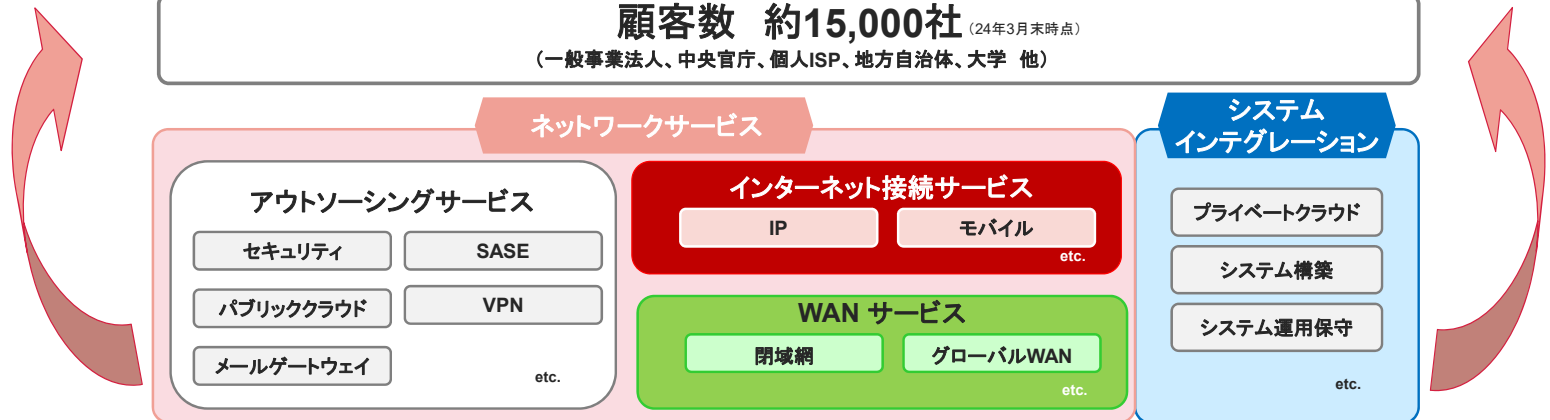 顧客数 約15,000社 (24年3月末時点)
(一般事業法人、中央官庁、個人ISP、地方自治体、大学 他)
ネットワークサービス
アウトソーシングサービス
セキュリティ
SASE
パブリッククラウド
VPN
メールゲートウェイ
etc.
インターネット接続サービス
IP
モバイル
etc.
WAN サービス
閉域網
グローバルWAN
etc.
システム
インテグレーション
プライベートクラウド
システム構築
システム運用保守
etc.